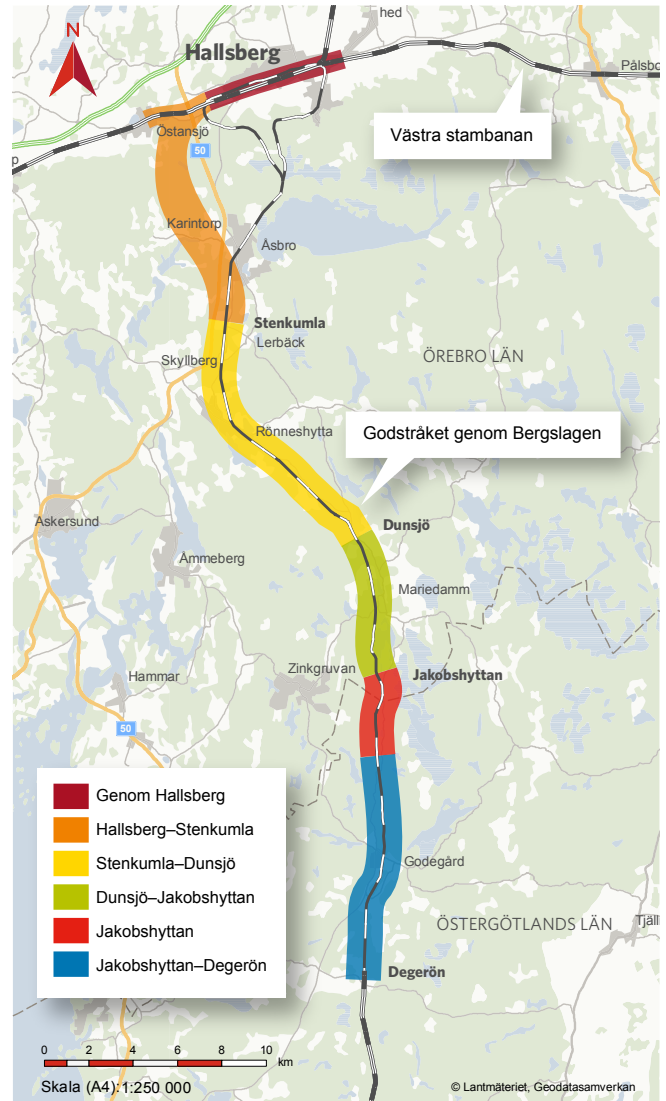 hed
N
Hallsberg
Pålsbo
Västra stambanan
Östansjö
p
50
Karintorp
Åsbro
Stenkumla
Lerbäck
ÖREBRO LÄN
Skyllberg
Rönneshytta
Godstråket genom Bergslagen
Askersund
Dunsjö
Åmmeberg
Mariedamm
Zinkgruvan
Jakobshyttan
Hammar
50
Genom Hallsberg
Hallsberg–Stenkumla
Stenkumla–Dunsjö
Dunsjö–Jakobshyttan
Jakobshyttan
Jakobshyttan–Degerön
Godegård
ÖSTERGÖTLANDS LÄN
Tjäll
Degerön
0 2 4 6 8 10
km
Skala (A4):1:250 000
© Lantmäteriet, Geodatasamverkan